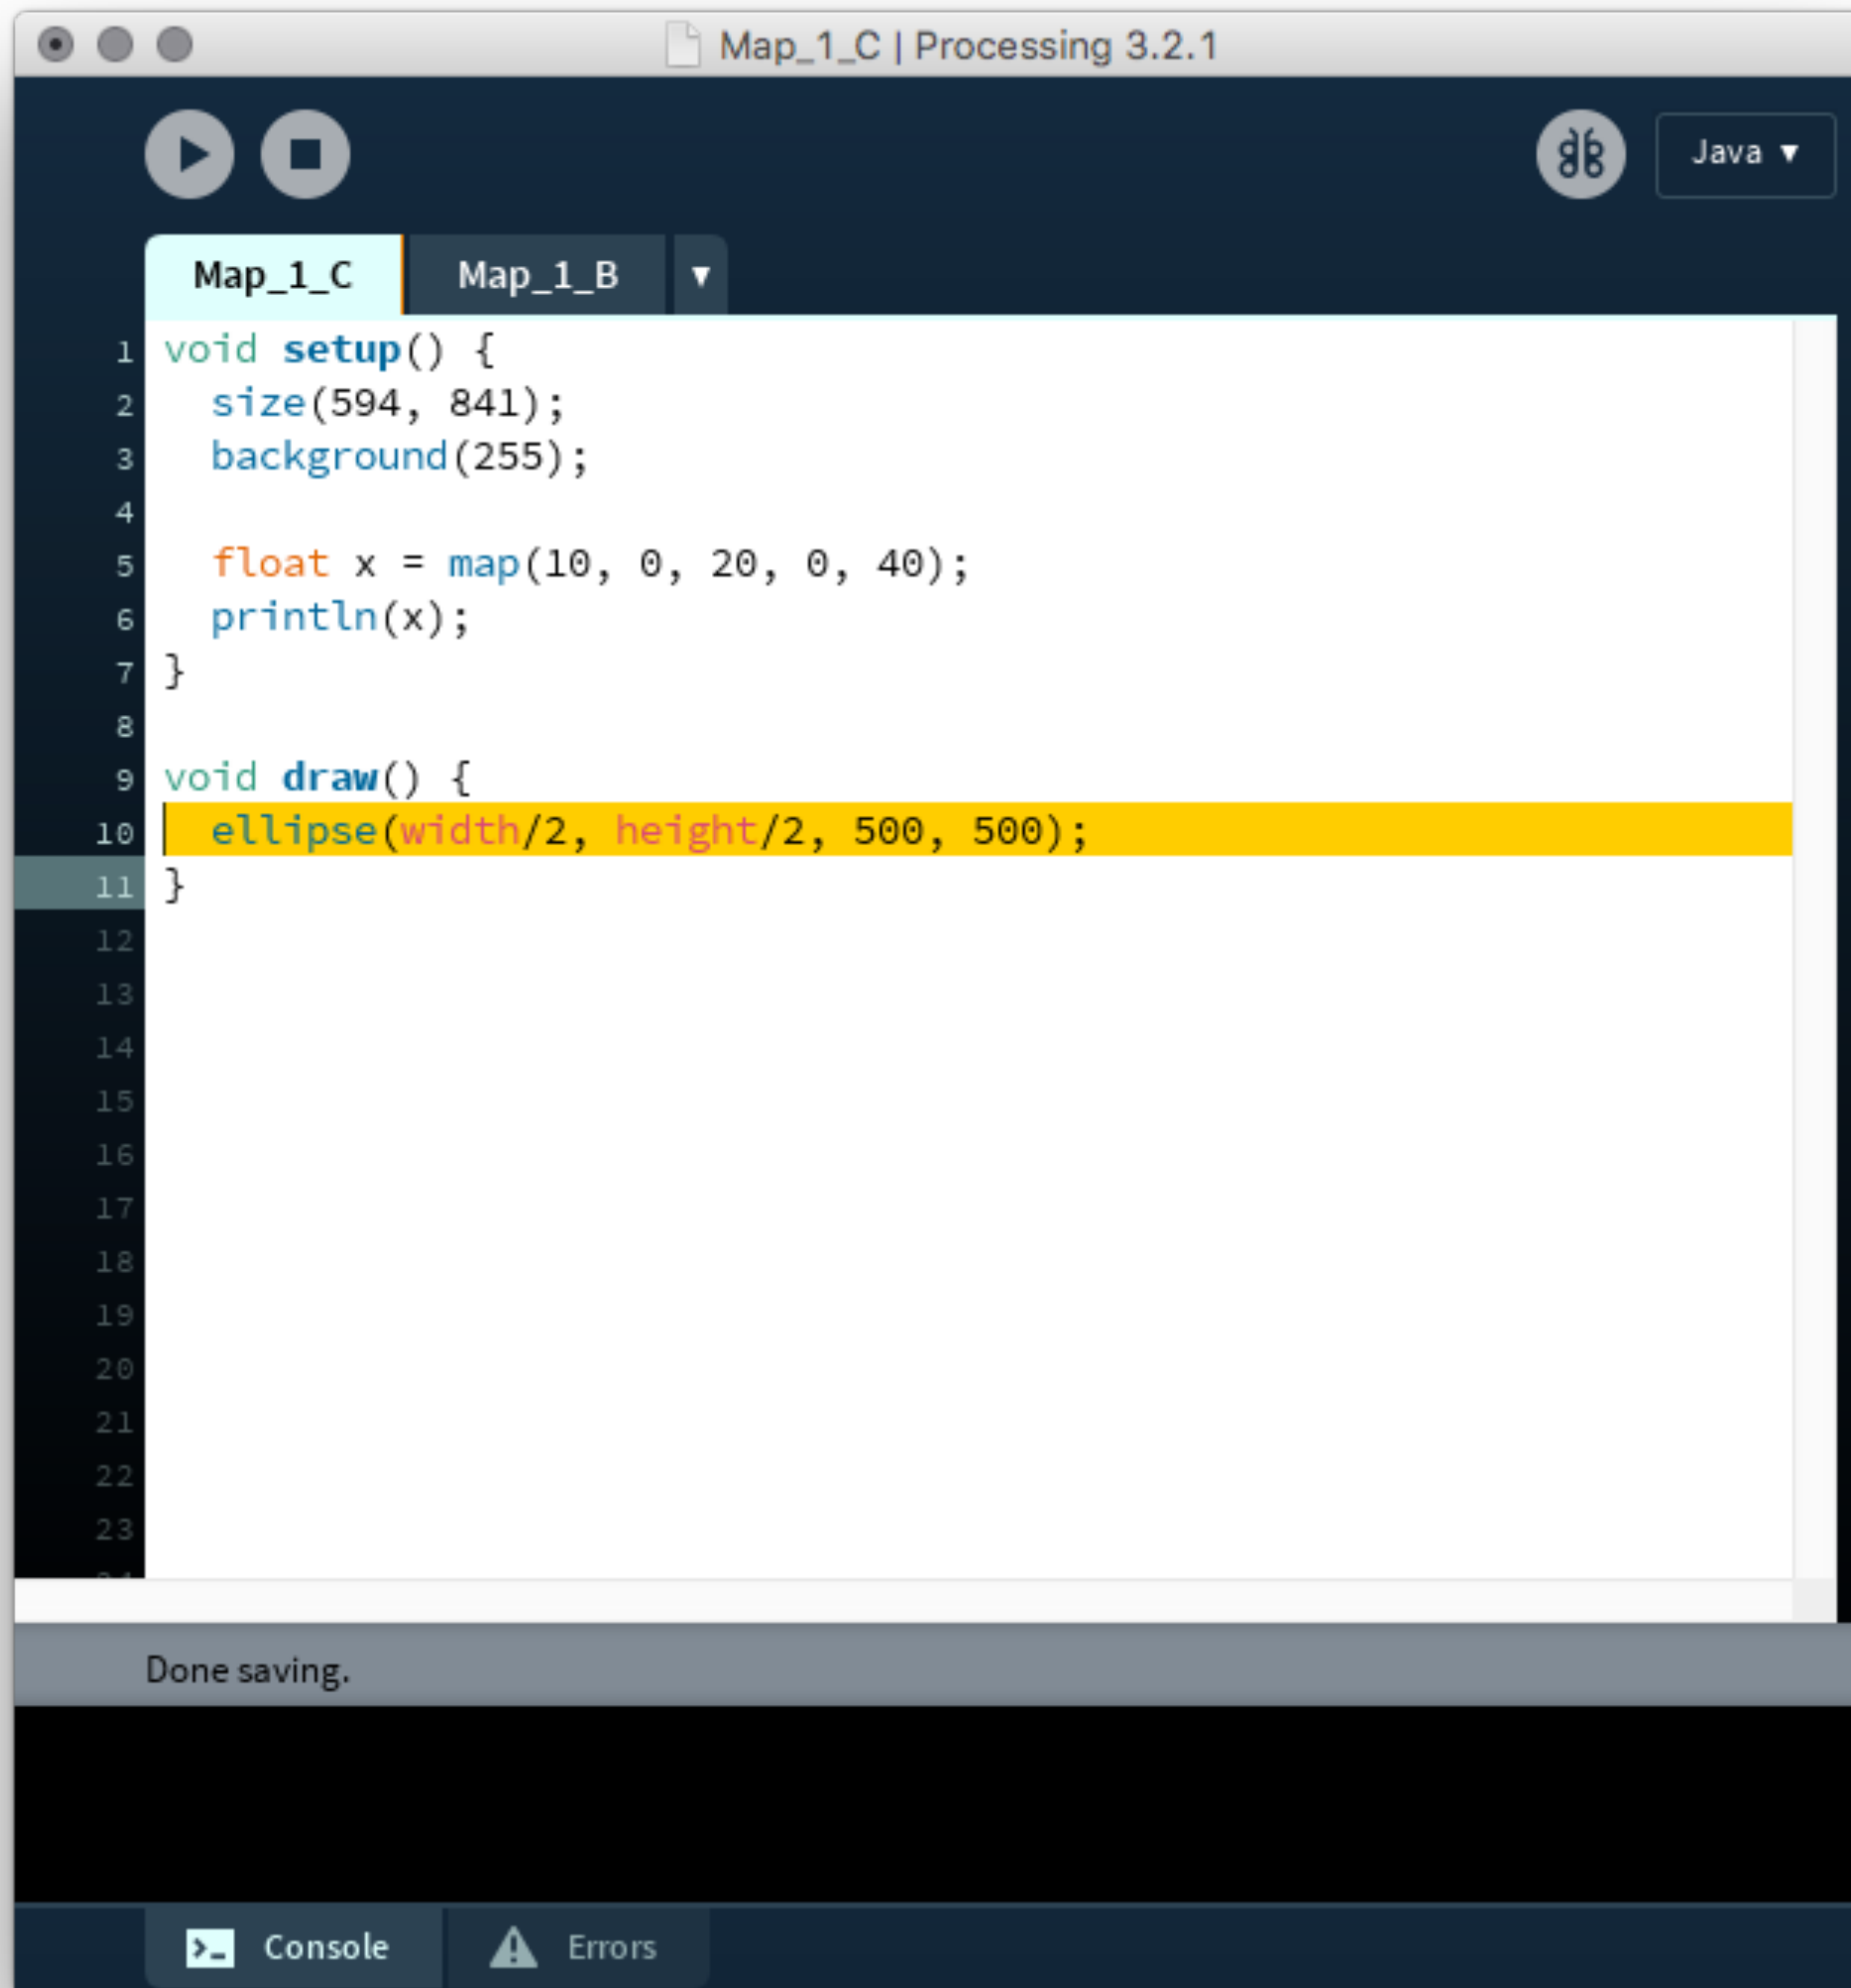 Map_1_C | Processing 3.2.1
Java ▼
Map_1_C Map_1_B ▼
1 void setup() {
2   size(594, 841);
3   background(255);
4
5   float x = map(10, 0, 20, 0, 40);
6   println(x);
7 }
8
9 void draw() {
10   ellipse(width/2, height/2, 500, 500);
11 }
12
13
14
15
16
17
18
19
20
21
22
23
Done saving.
Console Errors